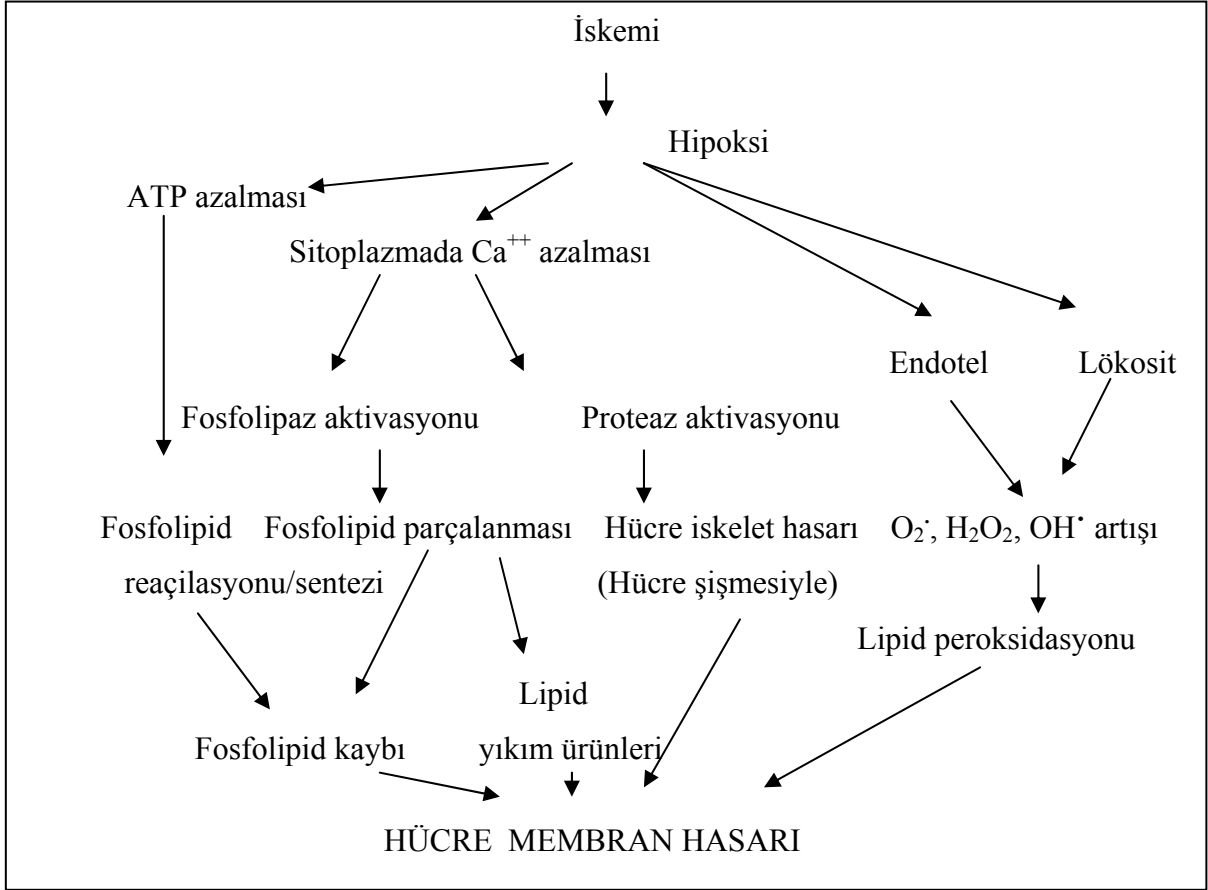 İskemi
Hipoksi
ATP azalması
Sitoplazmada Ca⁺⁺ azalması
Endotel
Lökosit
Fosfolipaz aktivasyonu
Proteaz aktivasyonu
Fosfolipid
reaçilasyonu/sentezi
Fosfolipid parçalanması
Hücre iskelet hasarı
(Hücre şişmesiyle)
O₂˙, H₂O₂, OH˙ artışı
Lipid peroksidasyonu
Lipid
yıkım ürünleri
Fosfolipid kaybı
HÜCRE MEMBRAN HASARI